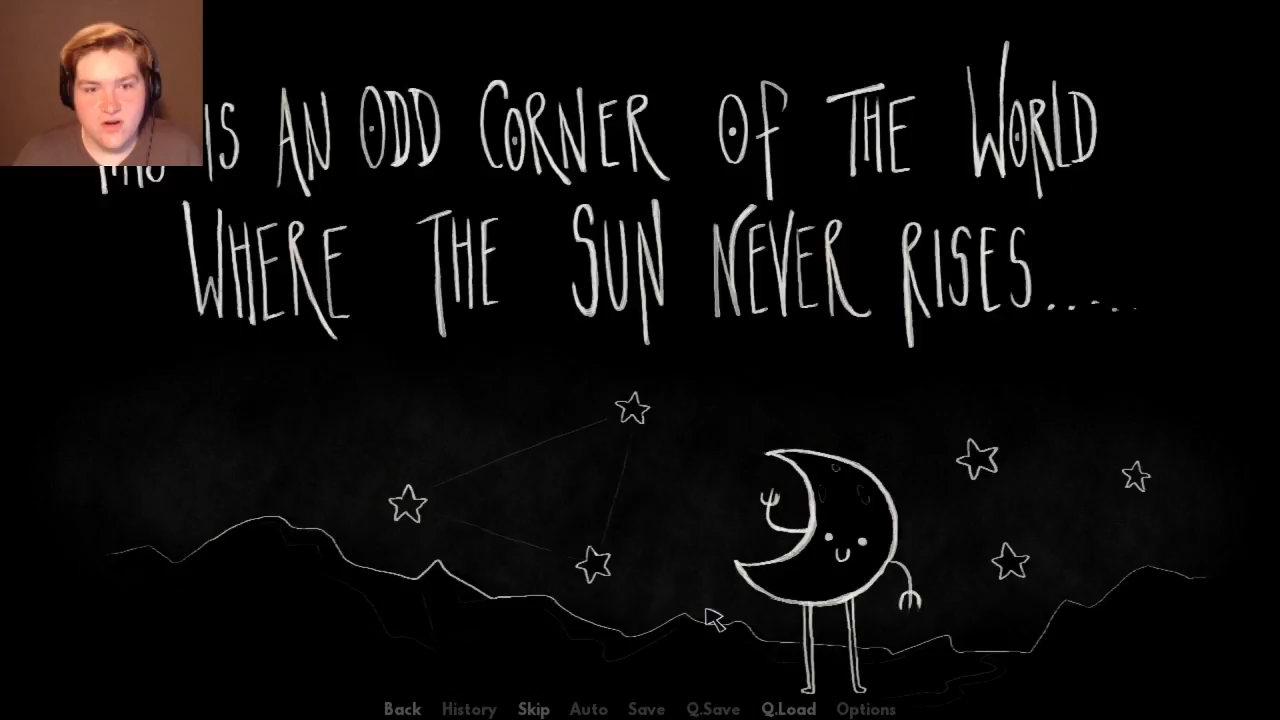 IS AN ODD CORNER OF THE WORLD
WHERE THE SUN NEVER RISES.....
Back History Skip Auto Save Q.Save Q.Load Options